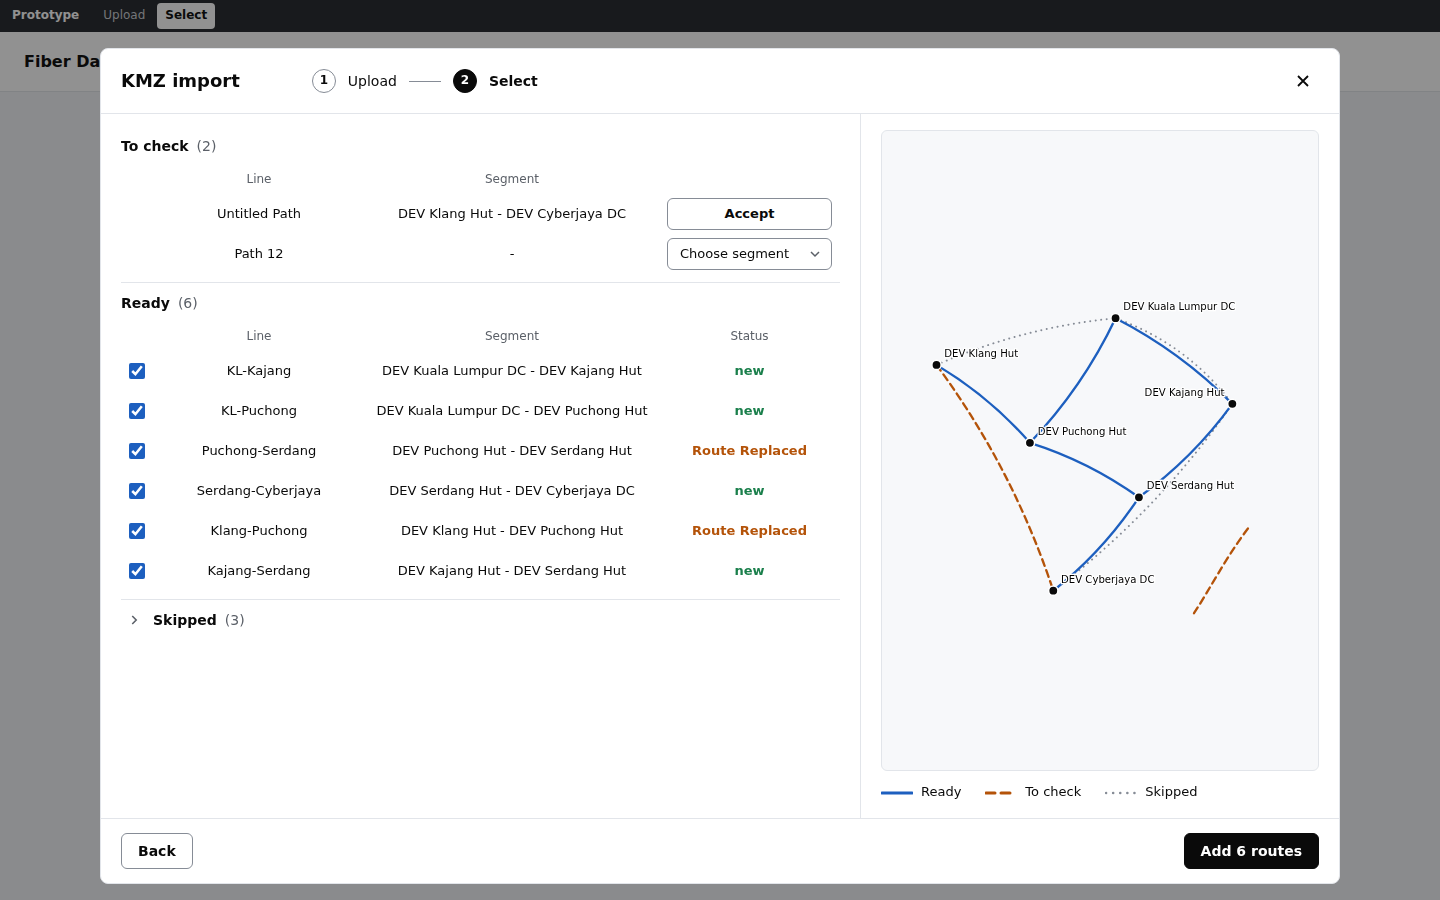 Prototype Upload Select
Fiber Da
KMZ import 1 Upload 2 Select
To check (2)
Line Segment
Untitled Path DEV Klang Hut - DEV Cyberjaya DC Accept
Path 12 - Choose segment
Ready (6)
Line Segment Status
KL-Kajang DEV Kuala Lumpur DC - DEV Kajang Hut new
KL-Puchong DEV Kuala Lumpur DC - DEV Puchong Hut new
Puchong-Serdang DEV Puchong Hut - DEV Serdang Hut Route Replaced
Serdang-Cyberjaya DEV Serdang Hut - DEV Cyberjaya DC new
Klang-Puchong DEV Klang Hut - DEV Puchong Hut Route Replaced
Kajang-Serdang DEV Kajang Hut - DEV Serdang Hut new
Skipped (3)
DEV Kuala Lumpur DC
DEV Klang Hut
DEV Kajang Hut
DEV Puchong Hut
DEV Serdang Hut
DEV Cyberjaya DC
Ready To check Skipped
Back Add 6 routes